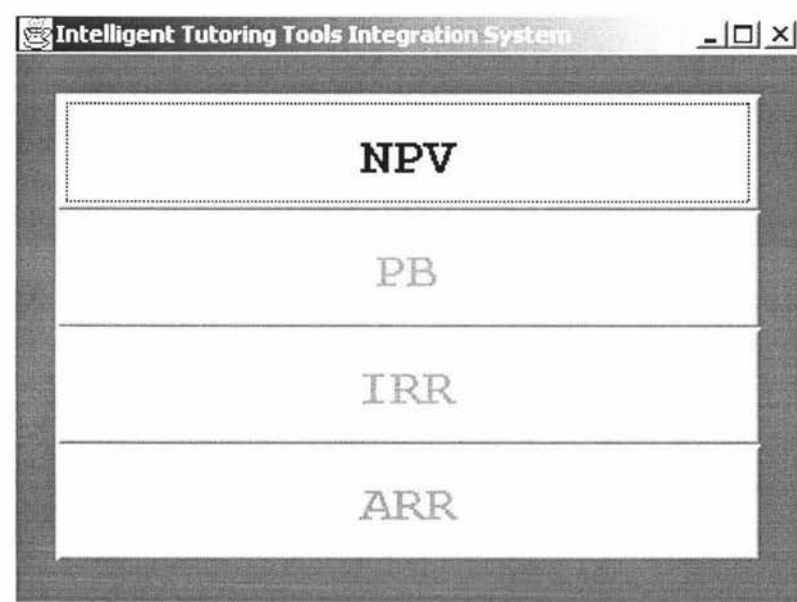 Intelligent Tutoring Tools Integration System
NPV
PB
IRR
ARR